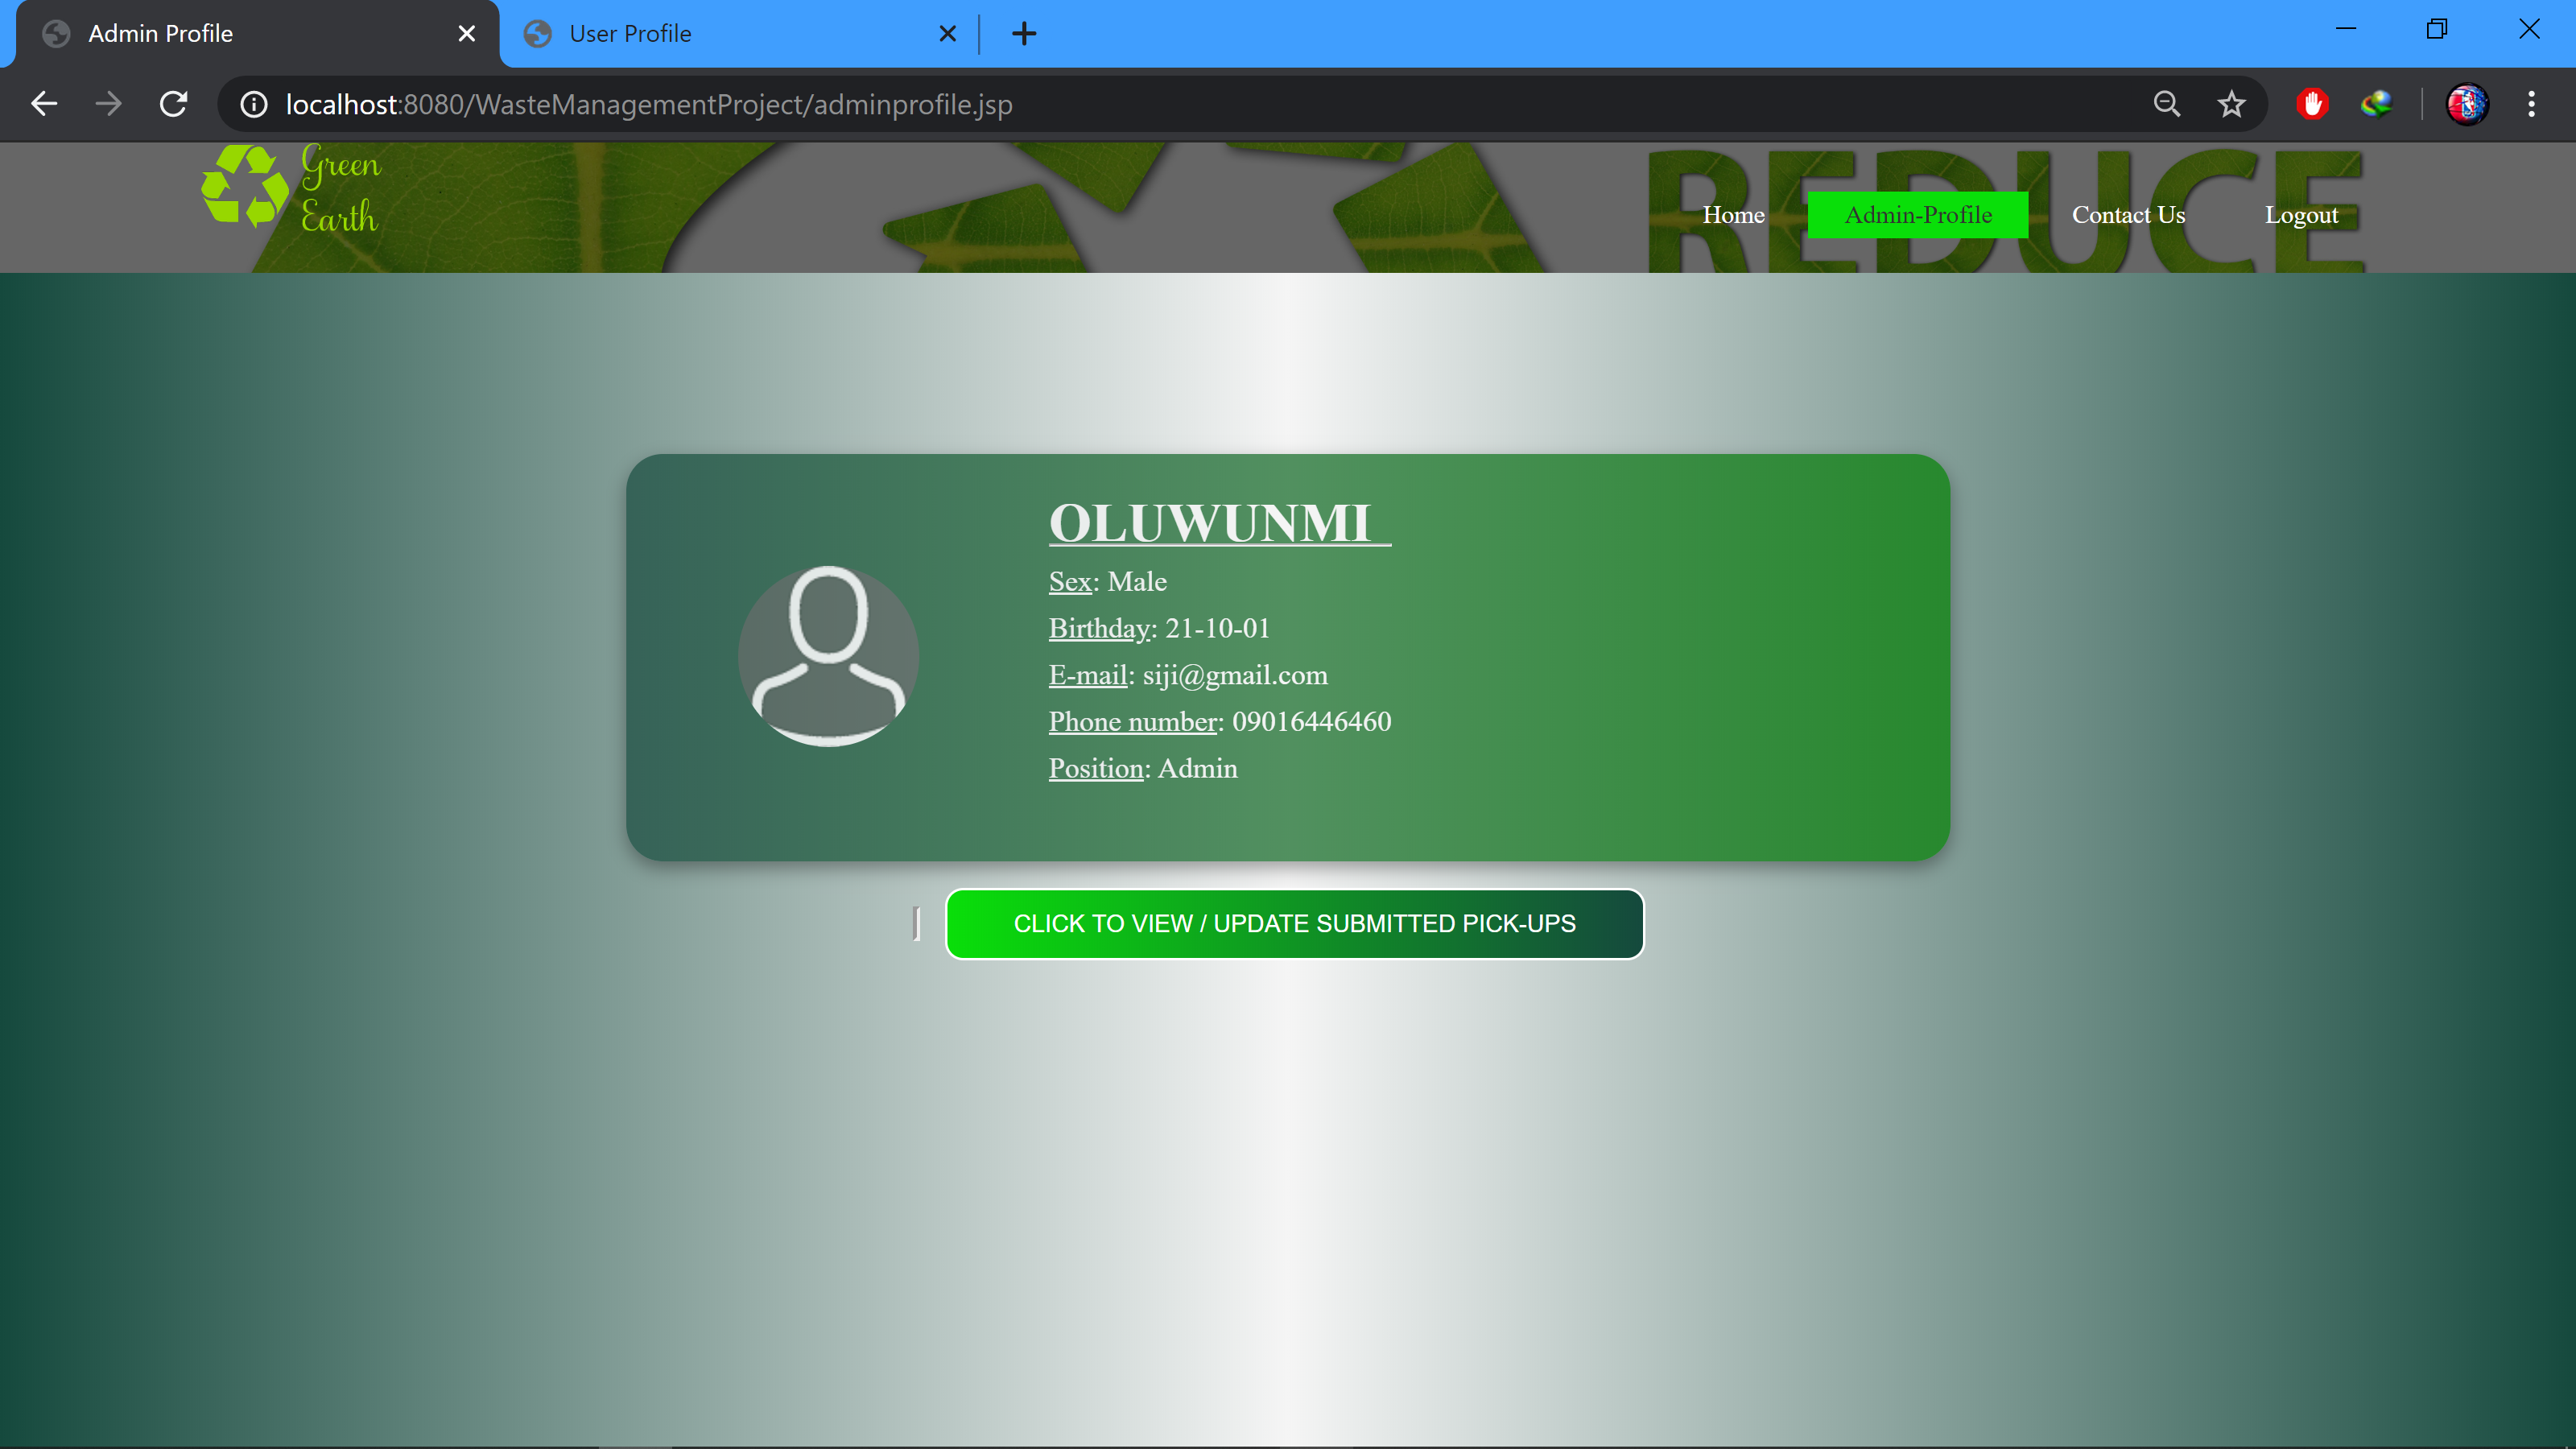 Admin Profile
User Profile
localhost:8080/WasteManagementProject/adminprofile.jsp
Green
Earth
REDUCE
Home
Admin-Profile
Contact Us
Logout
OLUWUNMI
Sex: Male
Birthday: 21-10-01
E-mail: siji@gmail.com
Phone number: 09016446460
Position: Admin
CLICK TO VIEW / UPDATE SUBMITTED PICK-UPS